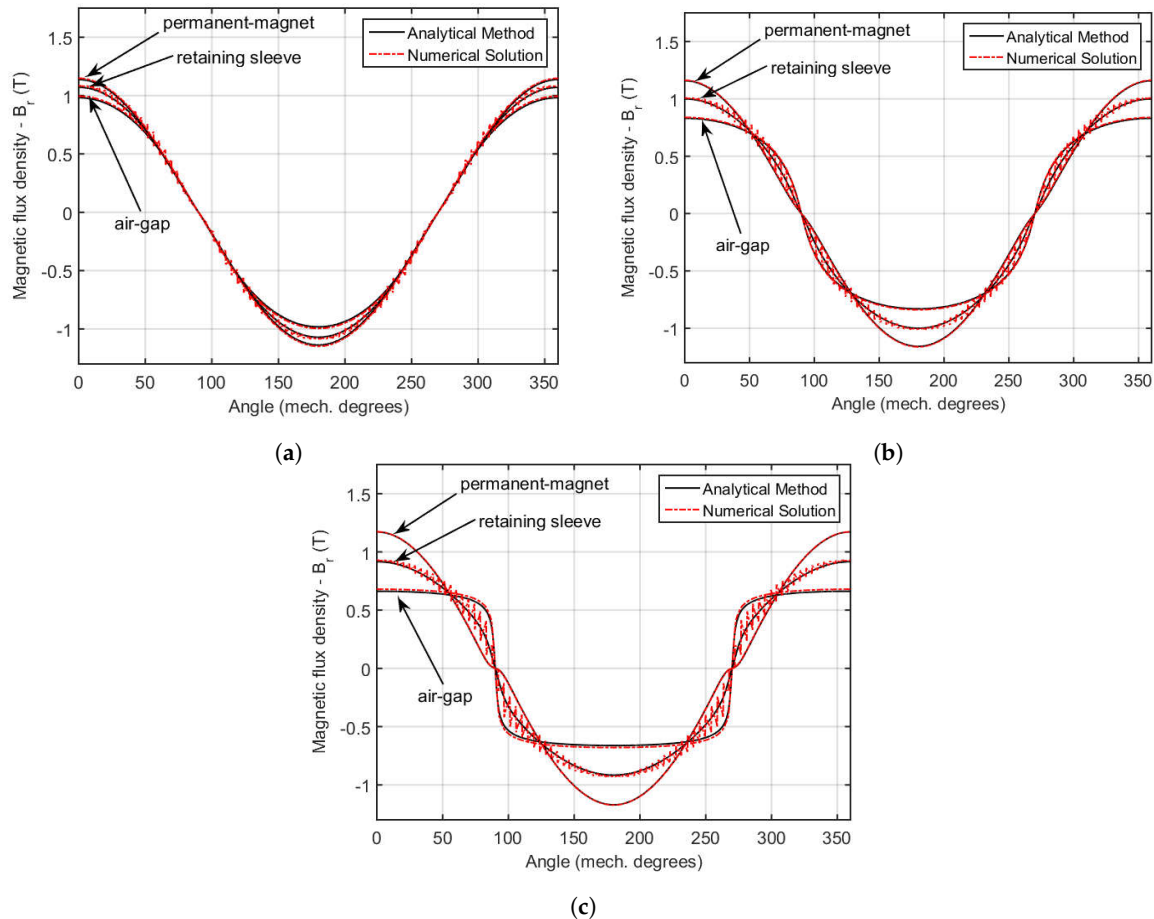 permanent-magnet
retaining sleeve
air-gap
Analytical Method
Numerical Solution
Magnetic flux density - B_r (T)
1.5
1
0.5
0
-0.5
-1
0 50 100 150 200 250 300 350
Angle (mech. degrees)
(a)
permanent-magnet
retaining sleeve
air-gap
Analytical Method
Numerical Solution
Magnetic flux density - B_r (T)
1.5
1
0.5
0
-0.5
-1
0 50 100 150 200 250 300 350
Angle (mech. degrees)
(b)
permanent-magnet
retaining sleeve
air-gap
Analytical Method
Numerical Solution
Magnetic flux density - B_r (T)
1.5
1
0.5
0
-0.5
-1
0 50 100 150 200 250 300 350
Angle (mech. degrees)
(c)